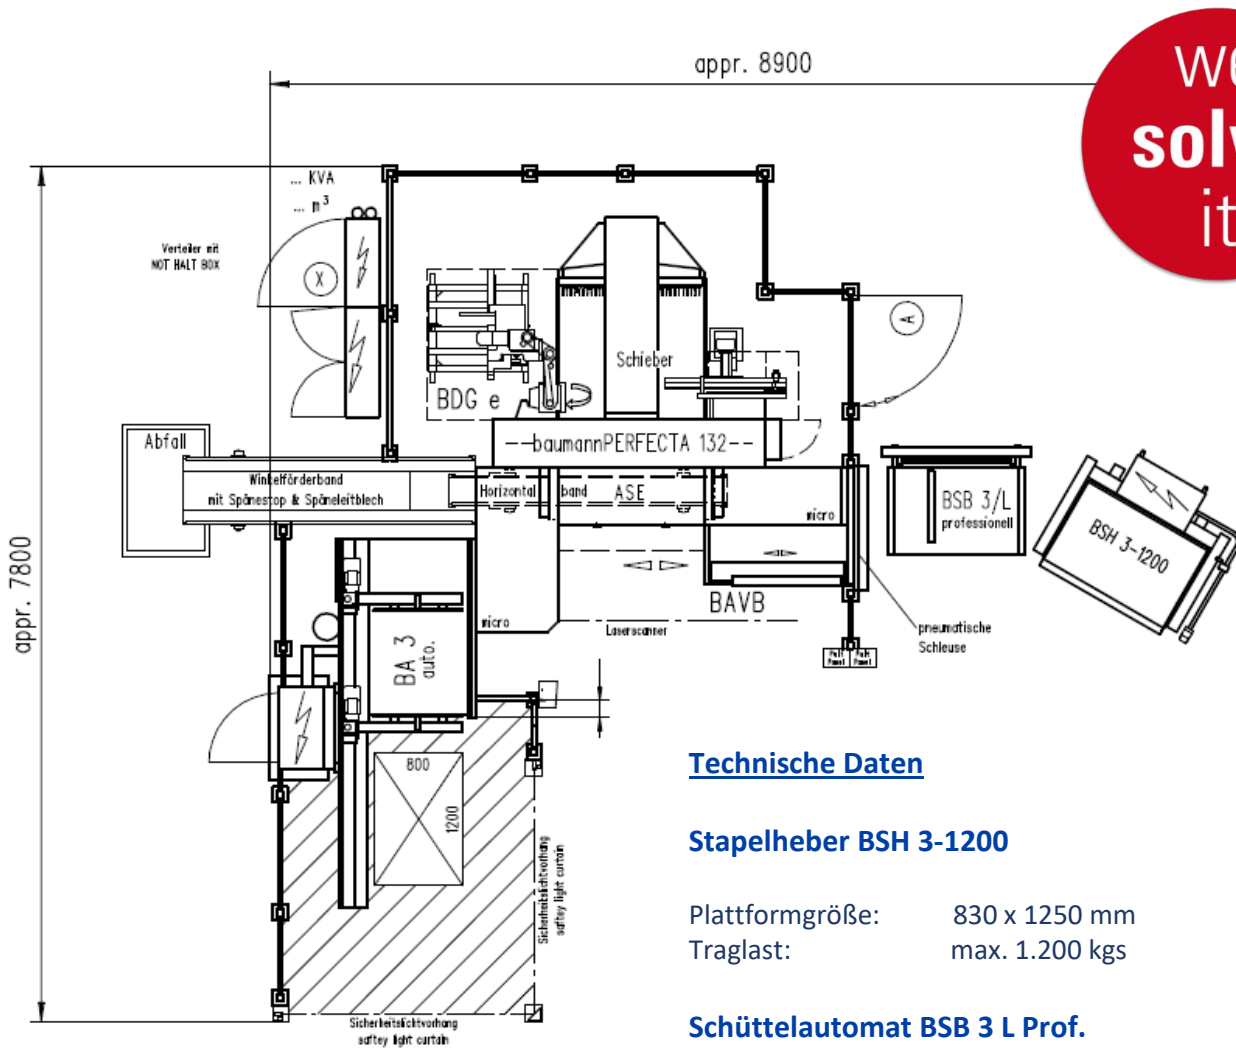 appr. 8900
we
solv
it
... KVA
... m³
Verteiler mit
NOT HALT BOX
X
A
Schieber
BDG e
baumannPERFECTA 132
Abfall
Winkelförderband
mit Spänestop & Späneleitblech
Horizontal band ASE
micro
BSB 3/L
professionell
BSH 3-1200
appr. 7800
BAVB
micro
Laserscanner
pneumatische
Schleuse
BA 3
auto.
800
1200
Technische Daten
Stapelheber BSH 3-1200
Plattformgröße: 830 x 1250 mm
Traglast: max. 1.200 kgs
Schüttelautomat BSB 3 L Prof.
Sicherheitslichtvorhang
saftey light curtain
Sicherheitslichtvorhang
saftey light curtain